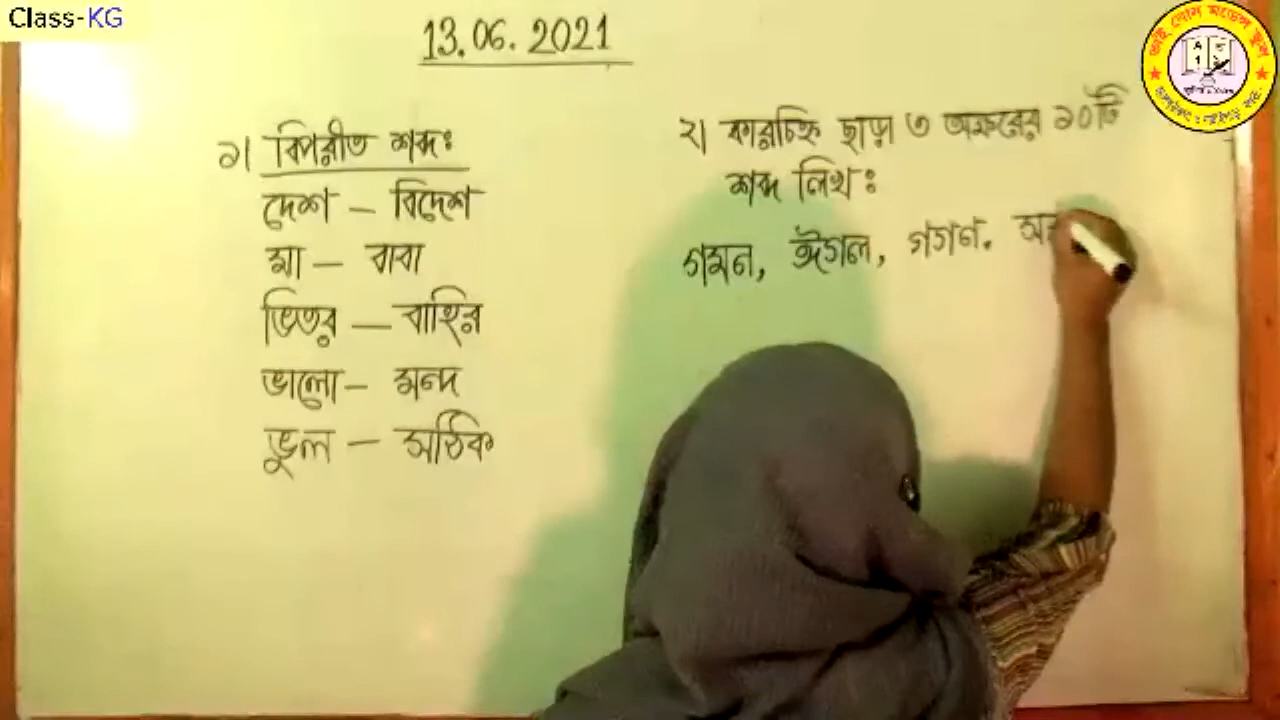 Class-KG
13.06.2021
১। বিপরীত শব্দঃ
দেশ – বিদেশ
মা – বাবা
ভিতর – বাহির
ভালো – মন্দ
ভুল – সঠিক
২। কারচিহ্ন ছাড়া ৩ অক্ষরের ১০টি
শব্দ লিখঃ
গমন, ঈগল, গগণ.
ভাই বোন মডেল স্কুল